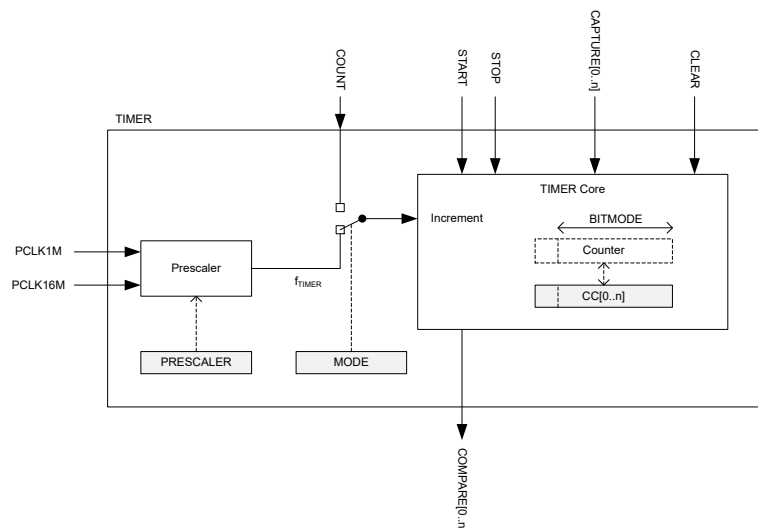 COUNT
START
STOP
CAPTURE[0..n]
CLEAR
TIMER
TIMER Core
Increment
BITMODE
Counter
CC[0..n]
PCLK1M
PCLK16M
Prescaler
fTIMER
PRESCALER
MODE
COMPARE[0..n